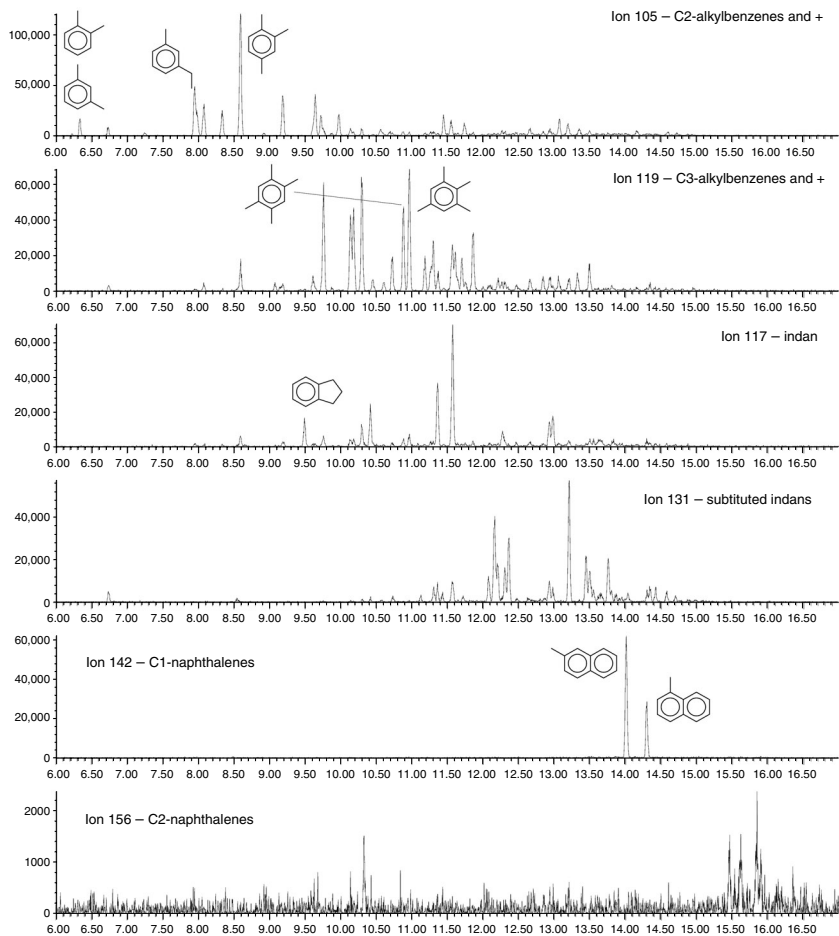 Ion 105 – C2-alkylbenzenes and +
100,000
50,000
0
6.00 6.50 7.00 7.50 8.00 8.50 9.00 9.50 10.00 10.50 11.00 11.50 12.00 12.50 13.00 13.50 14.00 14.50 15.00 15.50 16.00 16.50
Ion 119 – C3-alkylbenzenes and +
60,000
40,000
20,000
0
6.00 6.50 7.00 7.50 8.00 8.50 9.00 9.50 10.00 10.50 11.00 11.50 12.00 12.50 13.00 13.50 14.00 14.50 15.00 15.50 16.00 16.50
Ion 117 – indan
60,000
40,000
20,000
0
6.00 6.50 7.00 7.50 8.00 8.50 9.00 9.50 10.00 10.50 11.00 11.50 12.00 12.50 13.00 13.50 14.00 14.50 15.00 15.50 16.00 16.50
Ion 131 – subtituted indans
40,000
20,000
0
6.00 6.50 7.00 7.50 8.00 8.50 9.00 9.50 10.00 10.50 11.00 11.50 12.00 12.50 13.00 13.50 14.00 14.50 15.00 15.50 16.00 16.50
60,000
Ion 142 – C1-naphthalenes
40,000
20,000
0
6.00 6.50 7.00 7.50 8.00 8.50 9.00 9.50 10.00 10.50 11.00 11.50 12.00 12.50 13.00 13.50 14.00 14.50 15.00 15.50 16.00 16.50
Ion 156 – C2-naphthalenes
2000
1000
0
6.00 6.50 7.00 7.50 8.00 8.50 9.00 9.50 10.00 10.50 11.00 11.50 12.00 12.50 13.00 13.50 14.00 14.50 15.00 15.50 16.00 16.50